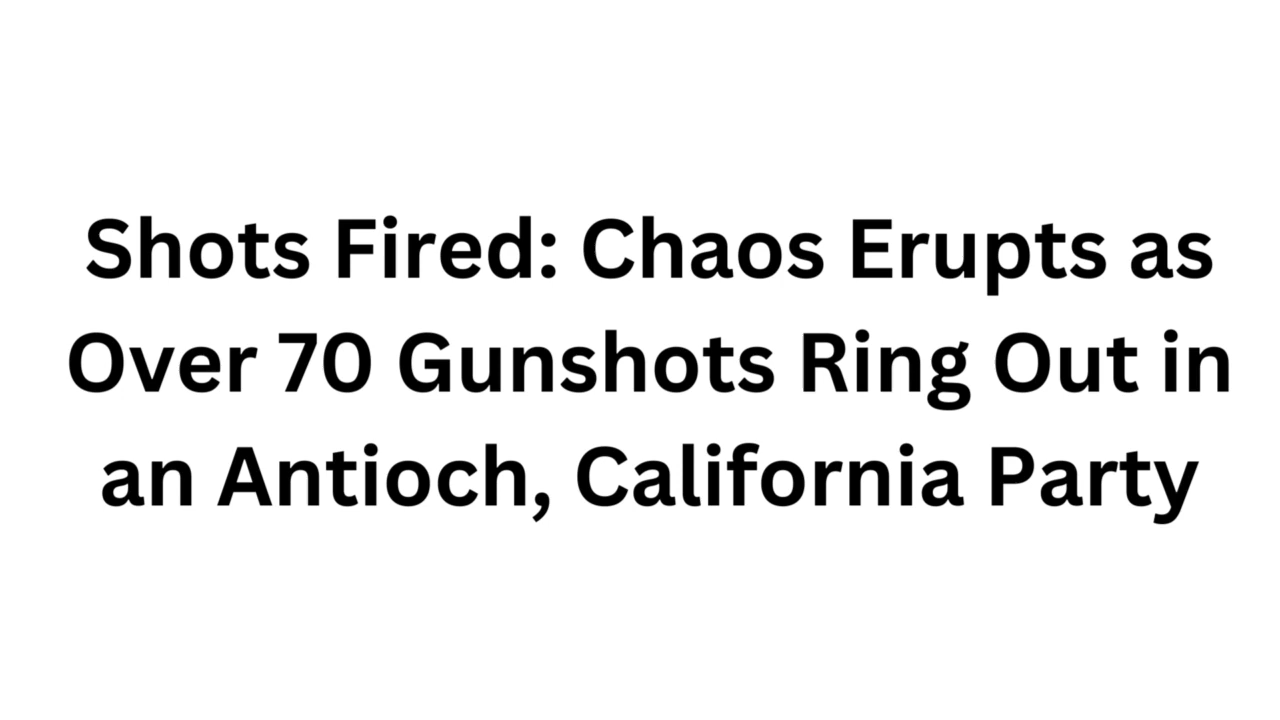 Shots Fired: Chaos Erupts as
Over 70 Gunshots Ring Out in
an Antioch, California Party